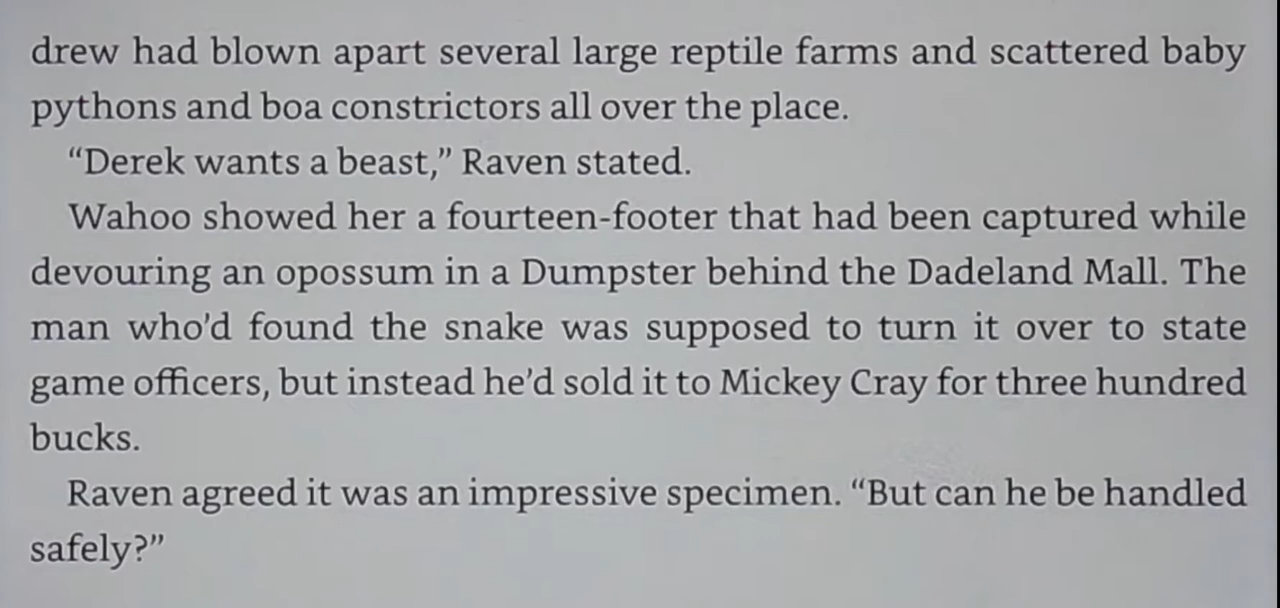 drew had blown apart several large reptile farms and scattered baby
pythons and boa constrictors all over the place.
“Derek wants a beast,” Raven stated.
Wahoo showed her a fourteen-footer that had been captured while
devouring an opossum in a Dumpster behind the Dadeland Mall. The
man who’d found the snake was supposed to turn it over to state
game officers, but instead he’d sold it to Mickey Cray for three hundred
bucks.
Raven agreed it was an impressive specimen. “But can he be handled
safely?”